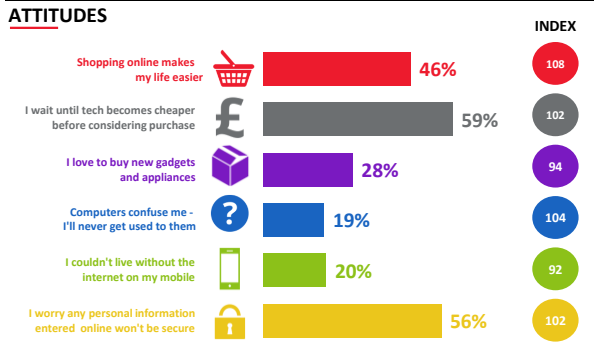 ATTITUDES
INDEX
Shopping online makes
my life easier
46%
108
I wait until tech becomes cheaper
before considering purchase
£
59%
102
I love to buy new gadgets
and appliances
28%
94
Computers confuse me -
I'll never get used to them
?
19%
104
I couldn't live without the
internet on my mobile
20%
92
I worry any personal information
entered online won't be secure
56%
102